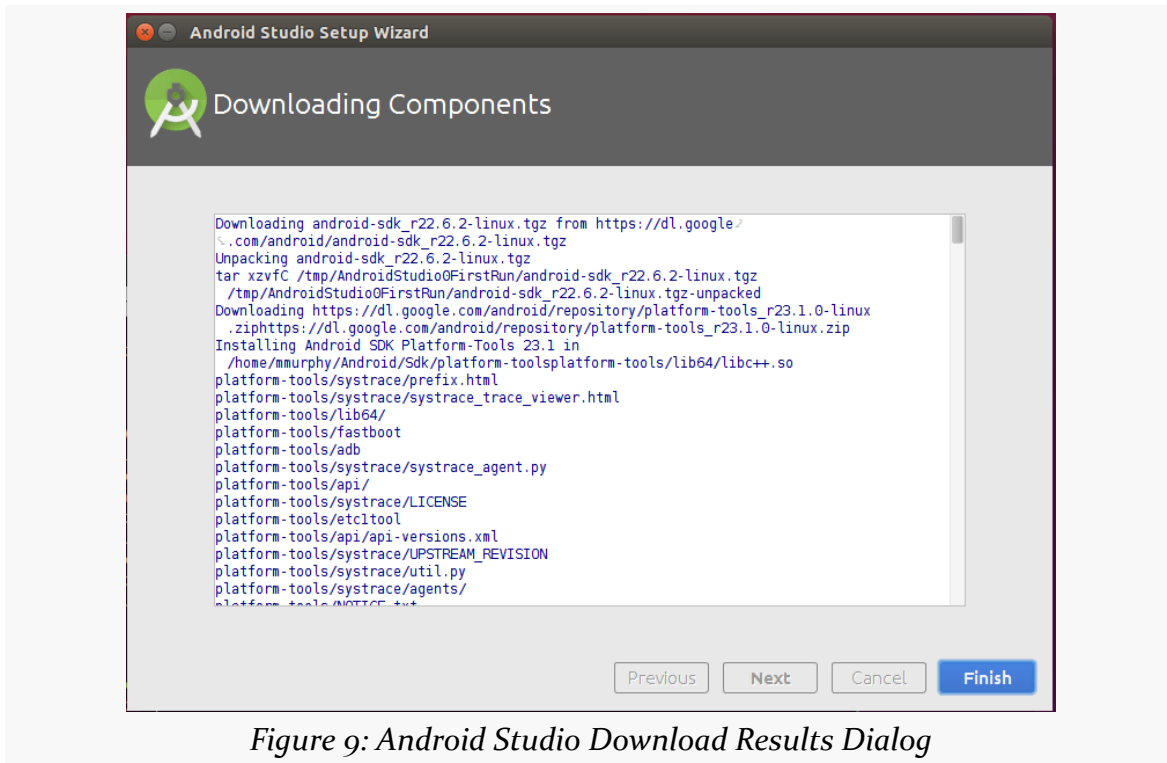 Android Studio Setup Wizard
Downloading Components
Downloading android-sdk_r22.6.2-linux.tgz from https://dl.google
.com/android/android-sdk_r22.6.2-linux.tgz
Unpacking android-sdk_r22.6.2-linux.tgz
tar xzvfC /tmp/AndroidStudio0FirstRun/android-sdk_r22.6.2-linux.tgz
/tmp/AndroidStudio0FirstRun/android-sdk_r22.6.2-linux.tgz-unpacked
Downloading https://dl.google.com/android/repository/platform-tools_r23.1.0-linux
.ziphttps://dl.google.com/android/repository/platform-tools_r23.1.0-linux.zip
Installing Android SDK Platform-Tools 23.1 in
/home/mmurphy/Android/Sdk/platform-toolsplatform-tools/lib64/libc++.so
platform-tools/systrace/prefix.html
platform-tools/systrace/systrace_trace_viewer.html
platform-tools/lib64/
platform-tools/fastboot
platform-tools/adb
platform-tools/systrace/systrace_agent.py
platform-tools/api/
platform-tools/systrace/LICENSE
platform-tools/etc1tool
platform-tools/api/api-versions.xml
platform-tools/systrace/UPSTREAM_REVISION
platform-tools/systrace/util.py
platform-tools/systrace/agents/
platform-tools/NOTICE.txt
Previous Next Cancel Finish
Figure 9: Android Studio Download Results Dialog